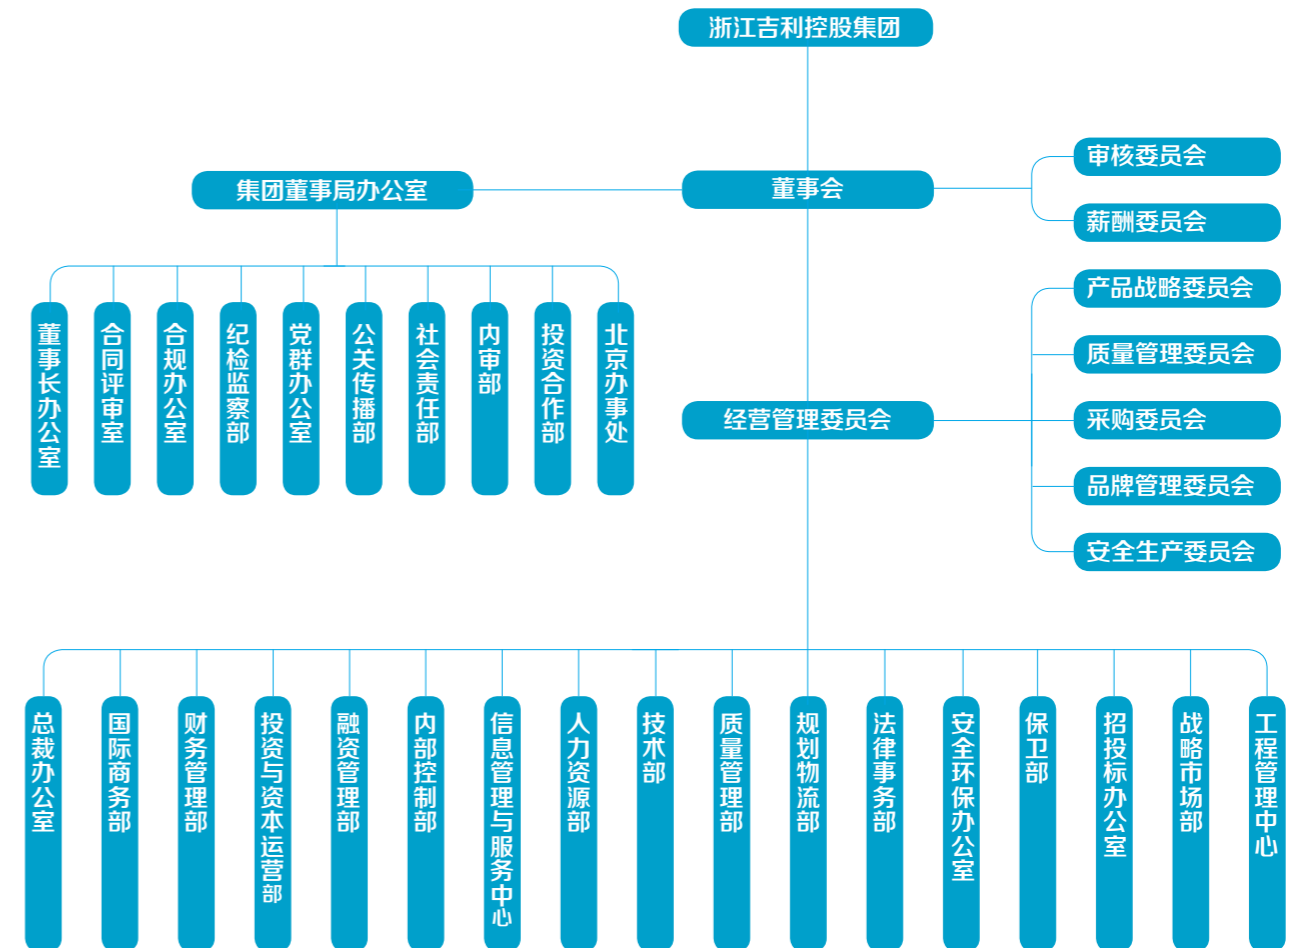 浙江吉利控股集团
审核委员会
集团董事局办公室
董事会
薪酬委员会
产品战略委员会
质量管理委员会
经营管理委员会
采购委员会
品牌管理委员会
安全生产委员会
董事长办公室
合同评审室
合规办公室
纪检监察部
党群办公室
公关传播部
社会责任部
内审部
投资合作部
北京办事处
总裁办公室
国际商务部
财务管理部
投资与资本运营部
融资管理部
内部控制部
信息管理与服务中心
人力资源部
技术部
质量管理部
规划物流部
法律事务部
安全环保办公室
保卫部
招投标办公室
战略市场部
工程管理中心